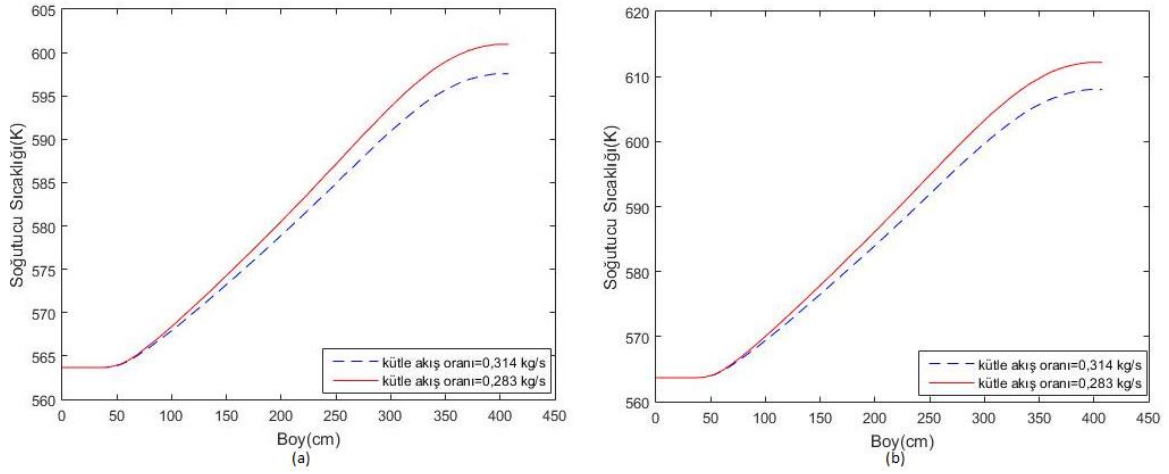 605
600
595
590
585
580
575
570
565
560
Soğutucu Sıcaklığı(K)
0 50 100 150 200 250 300 350 400 450
Boy(cm)
(a)
kütle akış oranı=0,314 kg/s
kütle akış oranı=0,283 kg/s
620
610
600
590
580
570
560
Soğutucu Sıcaklığı(K)
0 50 100 150 200 250 300 350 400 450
Boy(cm)
(b)
kütle akış oranı=0,314 kg/s
kütle akış oranı=0,283 kg/s